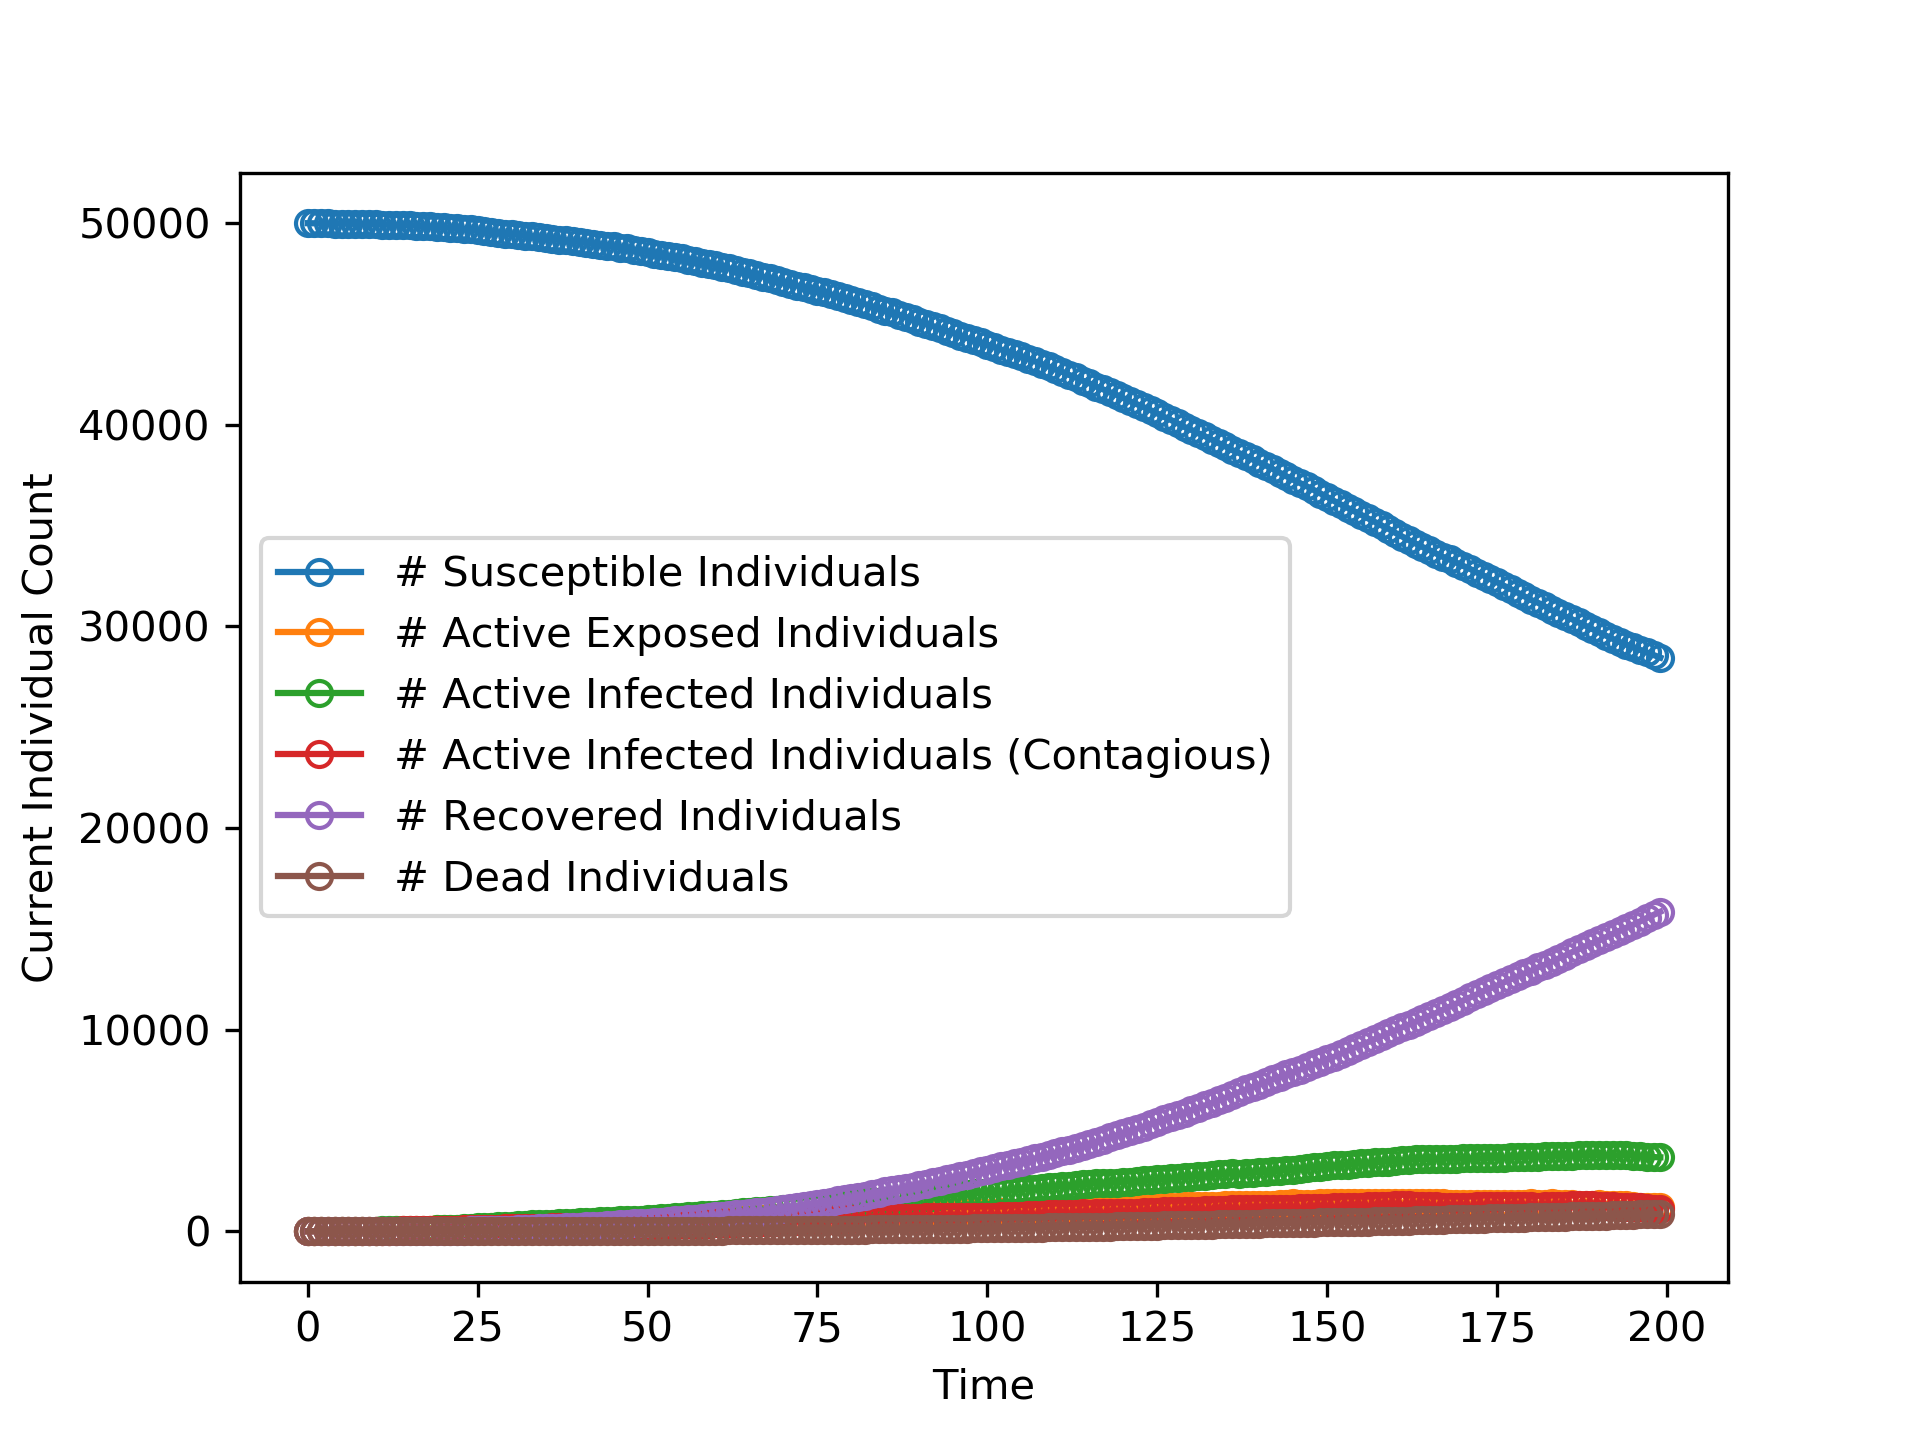 50000
40000
30000
20000
10000
0
Current Individual Count
# Susceptible Individuals
# Active Exposed Individuals
# Active Infected Individuals
# Active Infected Individuals (Contagious)
# Recovered Individuals
# Dead Individuals
0 25 50 75 100 125 150 175 200
Time